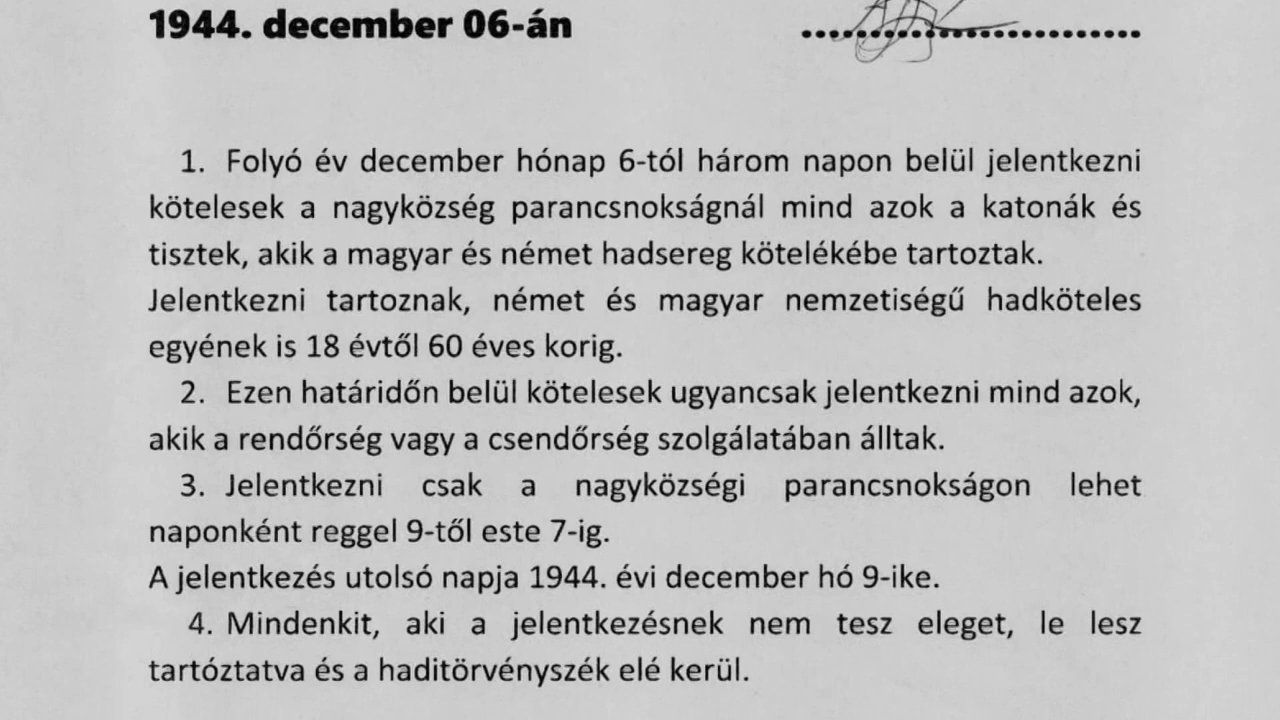 1944. december 06-án ........................
1. Folyó év december hónap 6-tól három napon belül jelentkezni
kötelesek a nagyközség parancsnokságnál mind azok a katonák és
tisztek, akik a magyar és német hadsereg kötelékébe tartoztak.
Jelentkezni tartoznak, német és magyar nemzetiségű hadköteles
egyének is 18 évtől 60 éves korig.
2. Ezen határidőn belül kötelesek ugyancsak jelentkezni mind azok,
akik a rendőrség vagy a csendőrség szolgálatában álltak.
3. Jelentkezni csak a nagyközségi parancsnokságon lehet
naponként reggel 9-től este 7-ig.
A jelentkezés utolsó napja 1944. évi december hó 9-ike.
4. Mindenkit, aki a jelentkezésnek nem tesz eleget, le lesz
tartóztatva és a haditörvényszék elé kerül.